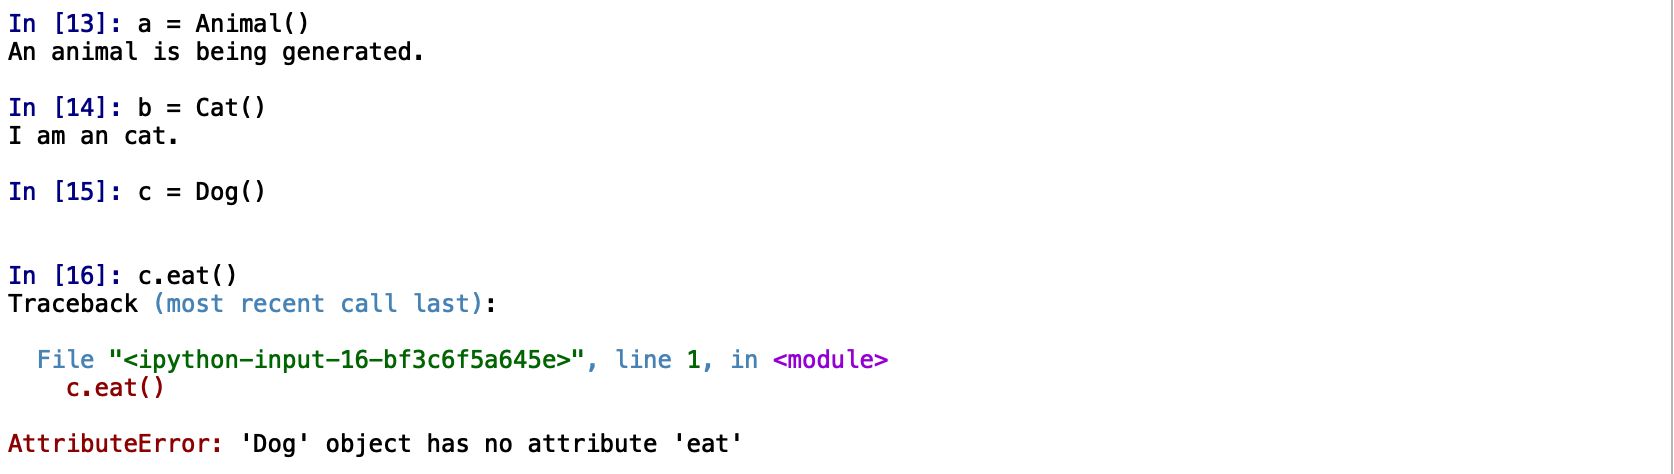 In [13]: a = Animal()
An animal is being generated.
In [14]: b = Cat()
I am an cat.
In [15]: c = Dog()
In [16]: c.eat()
Traceback (most recent call last):
  File "<ipython-input-16-bf3c6f5a645e>", line 1, in <module>
    c.eat()
AttributeError: 'Dog' object has no attribute 'eat'